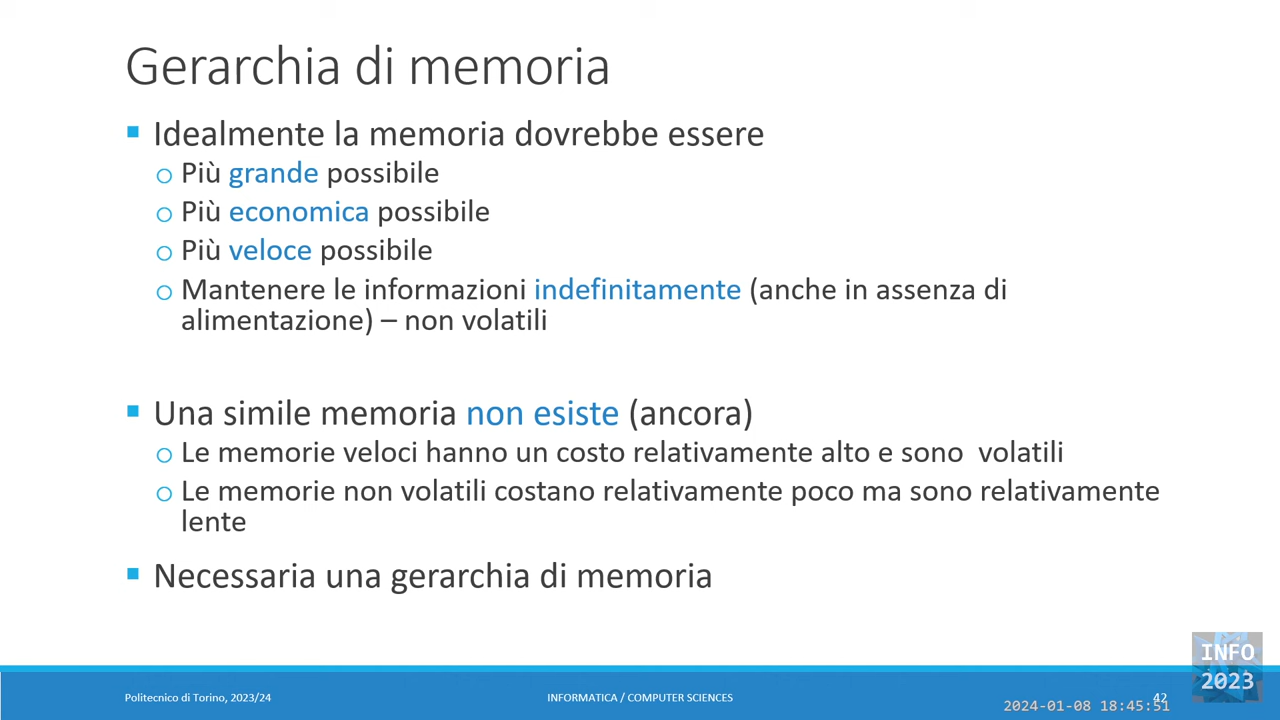 Gerarchia di memoria
Idealmente la memoria dovrebbe essere
Più grande possibile
Più economica possibile
Più veloce possibile
Mantenere le informazioni indefinitamente (anche in assenza di
alimentazione) – non volatili
Una simile memoria non esiste (ancora)
Le memorie veloci hanno un costo relativamente alto e sono  volatili
Le memorie non volatili costano relativamente poco ma sono relativamente
lente
Necessaria una gerarchia di memoria
Politecnico di Torino, 2023/24
INFORMATICA / COMPUTER SCIENCES
42
2024-01-08 18:45:51
INFO
2023